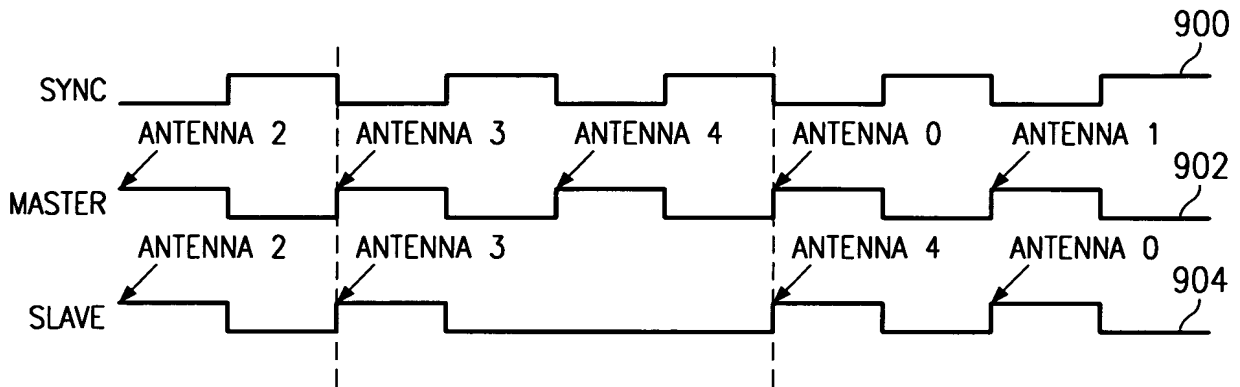 900
SYNC
ANTENNA 2 ANTENNA 3 ANTENNA 4 ANTENNA 0 ANTENNA 1
902
MASTER
ANTENNA 2 ANTENNA 3 ANTENNA 4 ANTENNA 0
904
SLAVE